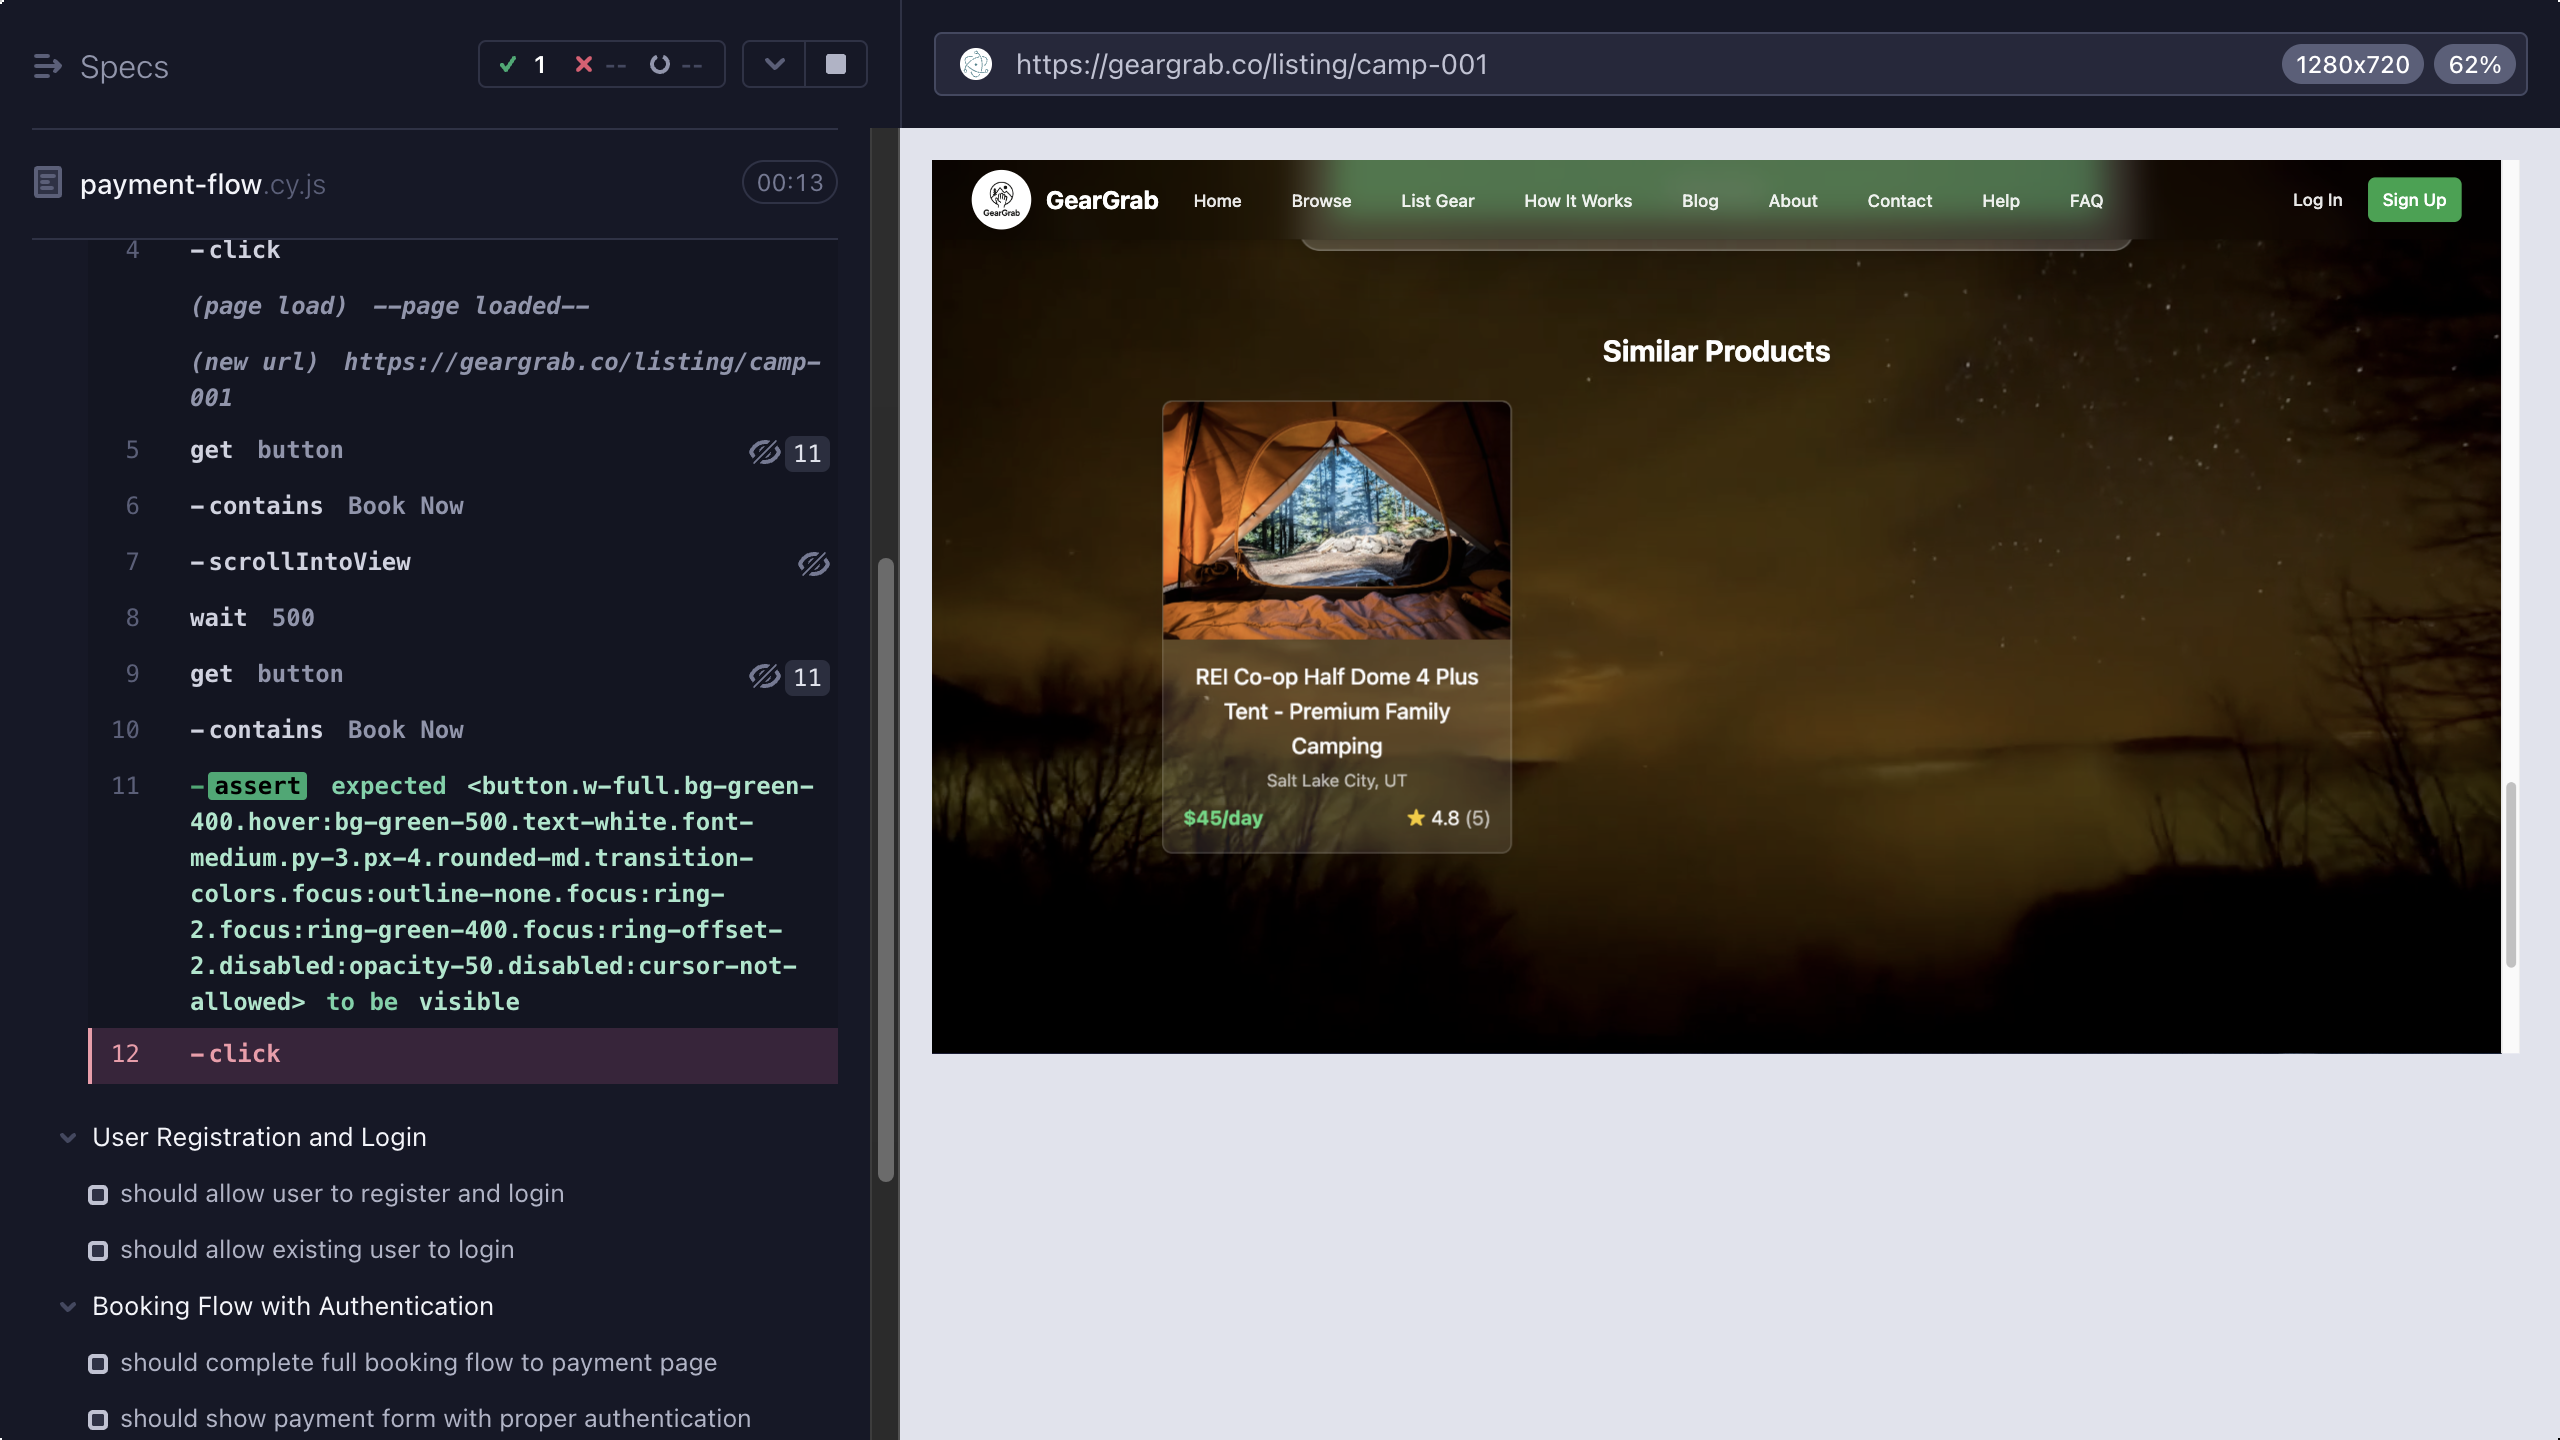 Specs
1
--
--
payment-flow.cy.js
00:13
4 -click
(page load) --page loaded--
(new url) https://geargrab.co/listing/camp-
001
5 get button 11
6 -contains Book Now
7 -scrollIntoView
8 wait 500
9 get button 11
10 -contains Book Now
11 -assert expected <button.w-full.bg-green-
400.hover:bg-green-500.text-white.font-
medium.py-3.px-4.rounded-md.transition-
colors.focus:outline-none.focus:ring-
2.focus:ring-green-400.focus:ring-offset-
2.disabled:opacity-50.disabled:cursor-not-
allowed> to be visible
12 -click
User Registration and Login
should allow user to register and login
should allow existing user to login
Booking Flow with Authentication
should complete full booking flow to payment page
should show payment form with proper authentication
https://geargrab.co/listing/camp-001
1280x720
62%
GearGrab
GearGrab
Home
Browse
List Gear
How It Works
Blog
About
Contact
Help
FAQ
Log In
Sign Up
Similar Products
REI Co-op Half Dome 4 Plus
Tent - Premium Family
Camping
Salt Lake City, UT
$45/day
4.8 (5)